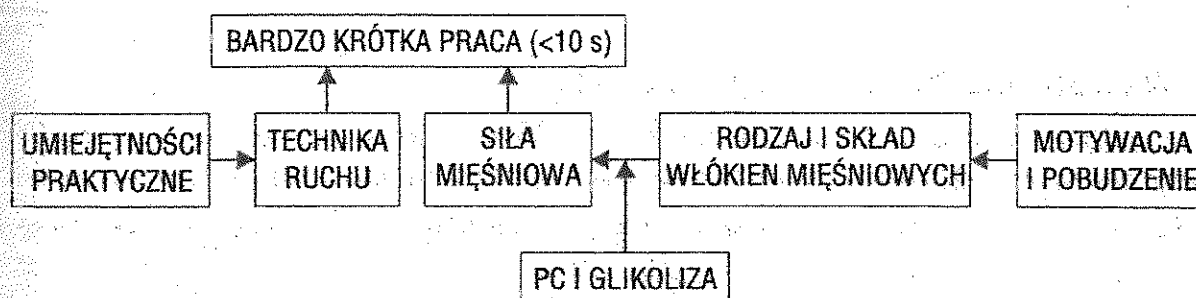 BARDZO KRÓTKA PRACA (<10 s)
UMIEJĘTNOŚCI
PRAKTYCZNE
TECHNIKA
RUCHU
SIŁA
MIĘŚNIOWA
RODZAJ I SKŁAD
WŁÓKIEN MIĘŚNIOWYCH
MOTYWACJA
I POBUDZENIE
PC I GLIKOLIZA